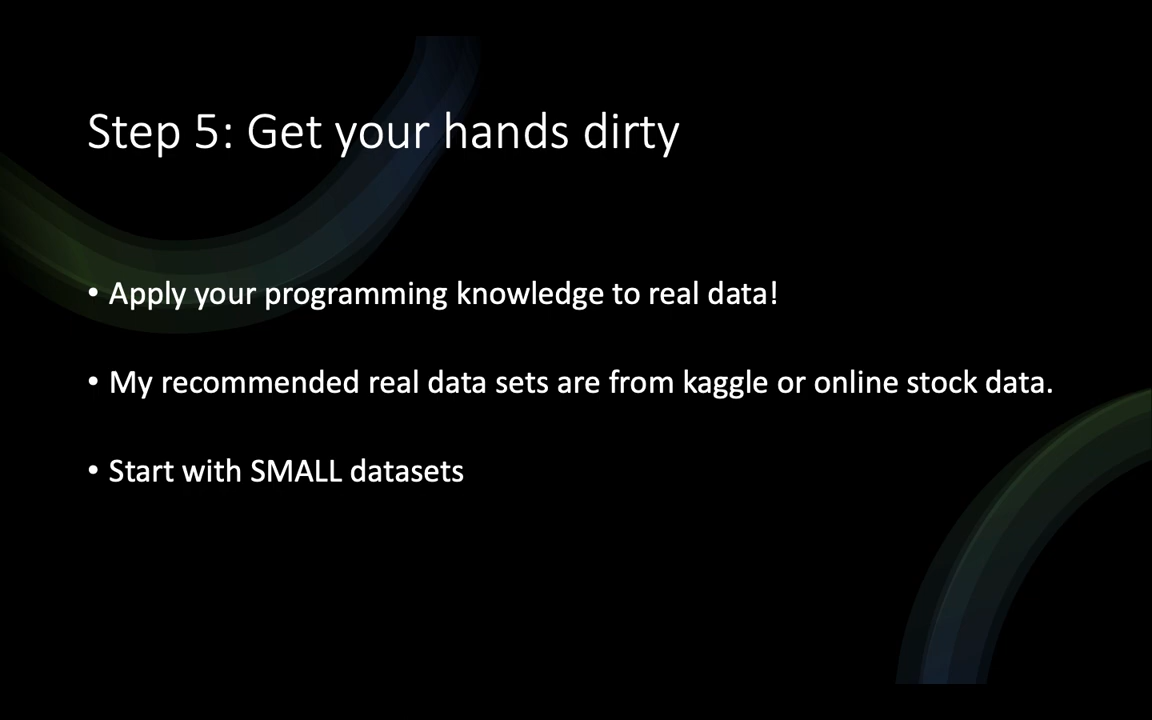 Step 5: Get your hands dirty
• Apply your programming knowledge to real data!
• My recommended real data sets are from kaggle or online stock data.
• Start with SMALL datasets